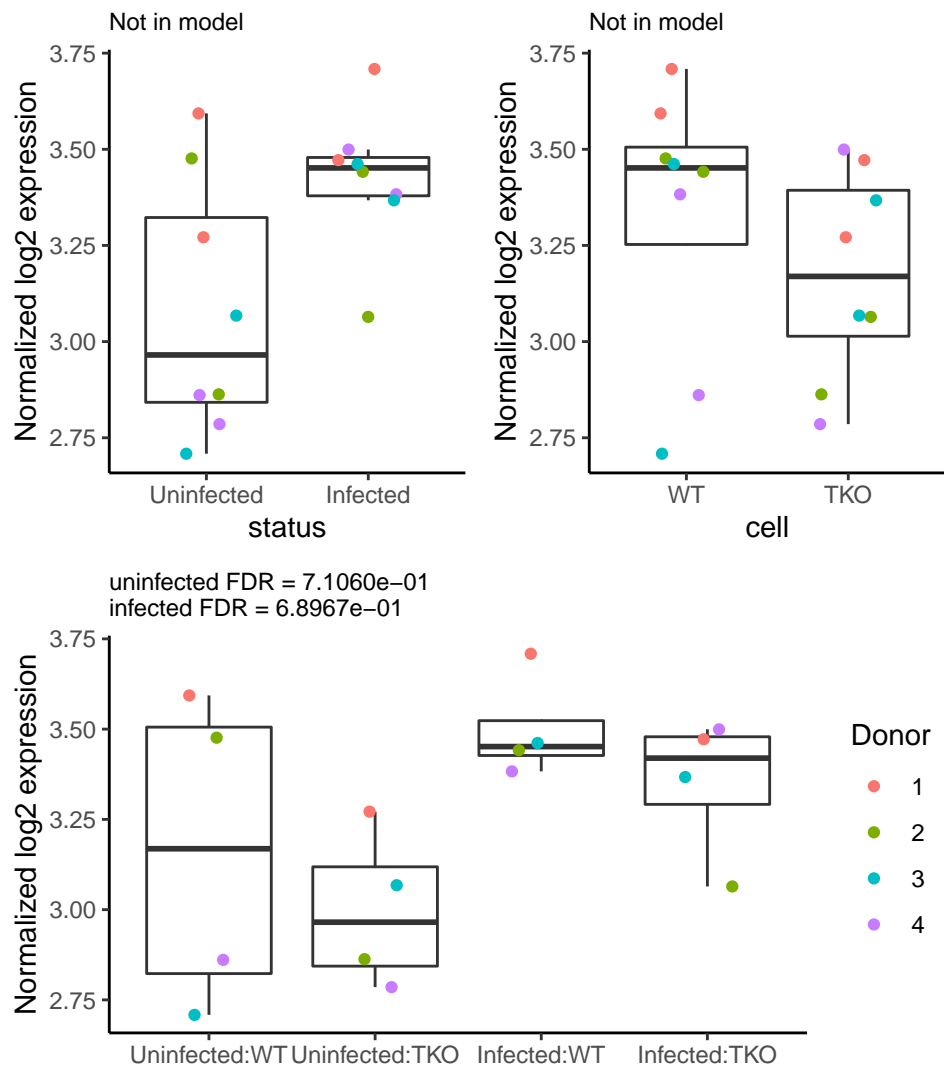 Not in model
Normalized log2 expression
3.75
3.50
3.25
3.00
2.75
Uninfected Infected
status
Not in model
Normalized log2 expression
3.75
3.50
3.25
3.00
2.75
WT TKO
cell
uninfected FDR = 7.1060e−01
infected FDR = 6.8967e−01
Normalized log2 expression
3.75
3.50
3.25
3.00
2.75
Uninfected:WT Uninfected:TKO Infected:WT Infected:TKO
Donor
1
2
3
4